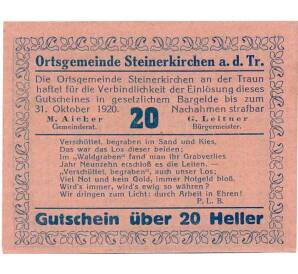 Ortsgemeinde Steinerkirchen a. d. Tr.
Die Ortsgemeinde Steinerkirchen an der Traun
haftet für die Verbindlichkeit der Einlösung dieses
Gutscheines in gesetzlichem Bargelde bis zum
31. Oktober 1920. Nachahmen strafbar
M. Aicher 20 G. Leitner
Gemeinderat. Bürgermeister.
Verschüttet, begraben im Sand und Kies,
Das war das Los dieser beiden;
Im "Waldgraben" fand man ihr Grabverlies
Jahr Neunzehn erschloß es die Leiten. —
„Verschüttet, begraben", auch unser Los;
Viel Not und kein Gold, immer Notgeld bloß.
Wird's immer, wird's ewig so währen?
Wir dringen zum Licht: durch Arbeit in Ehren!
P. L. B.
Gutschein über 20 Heller